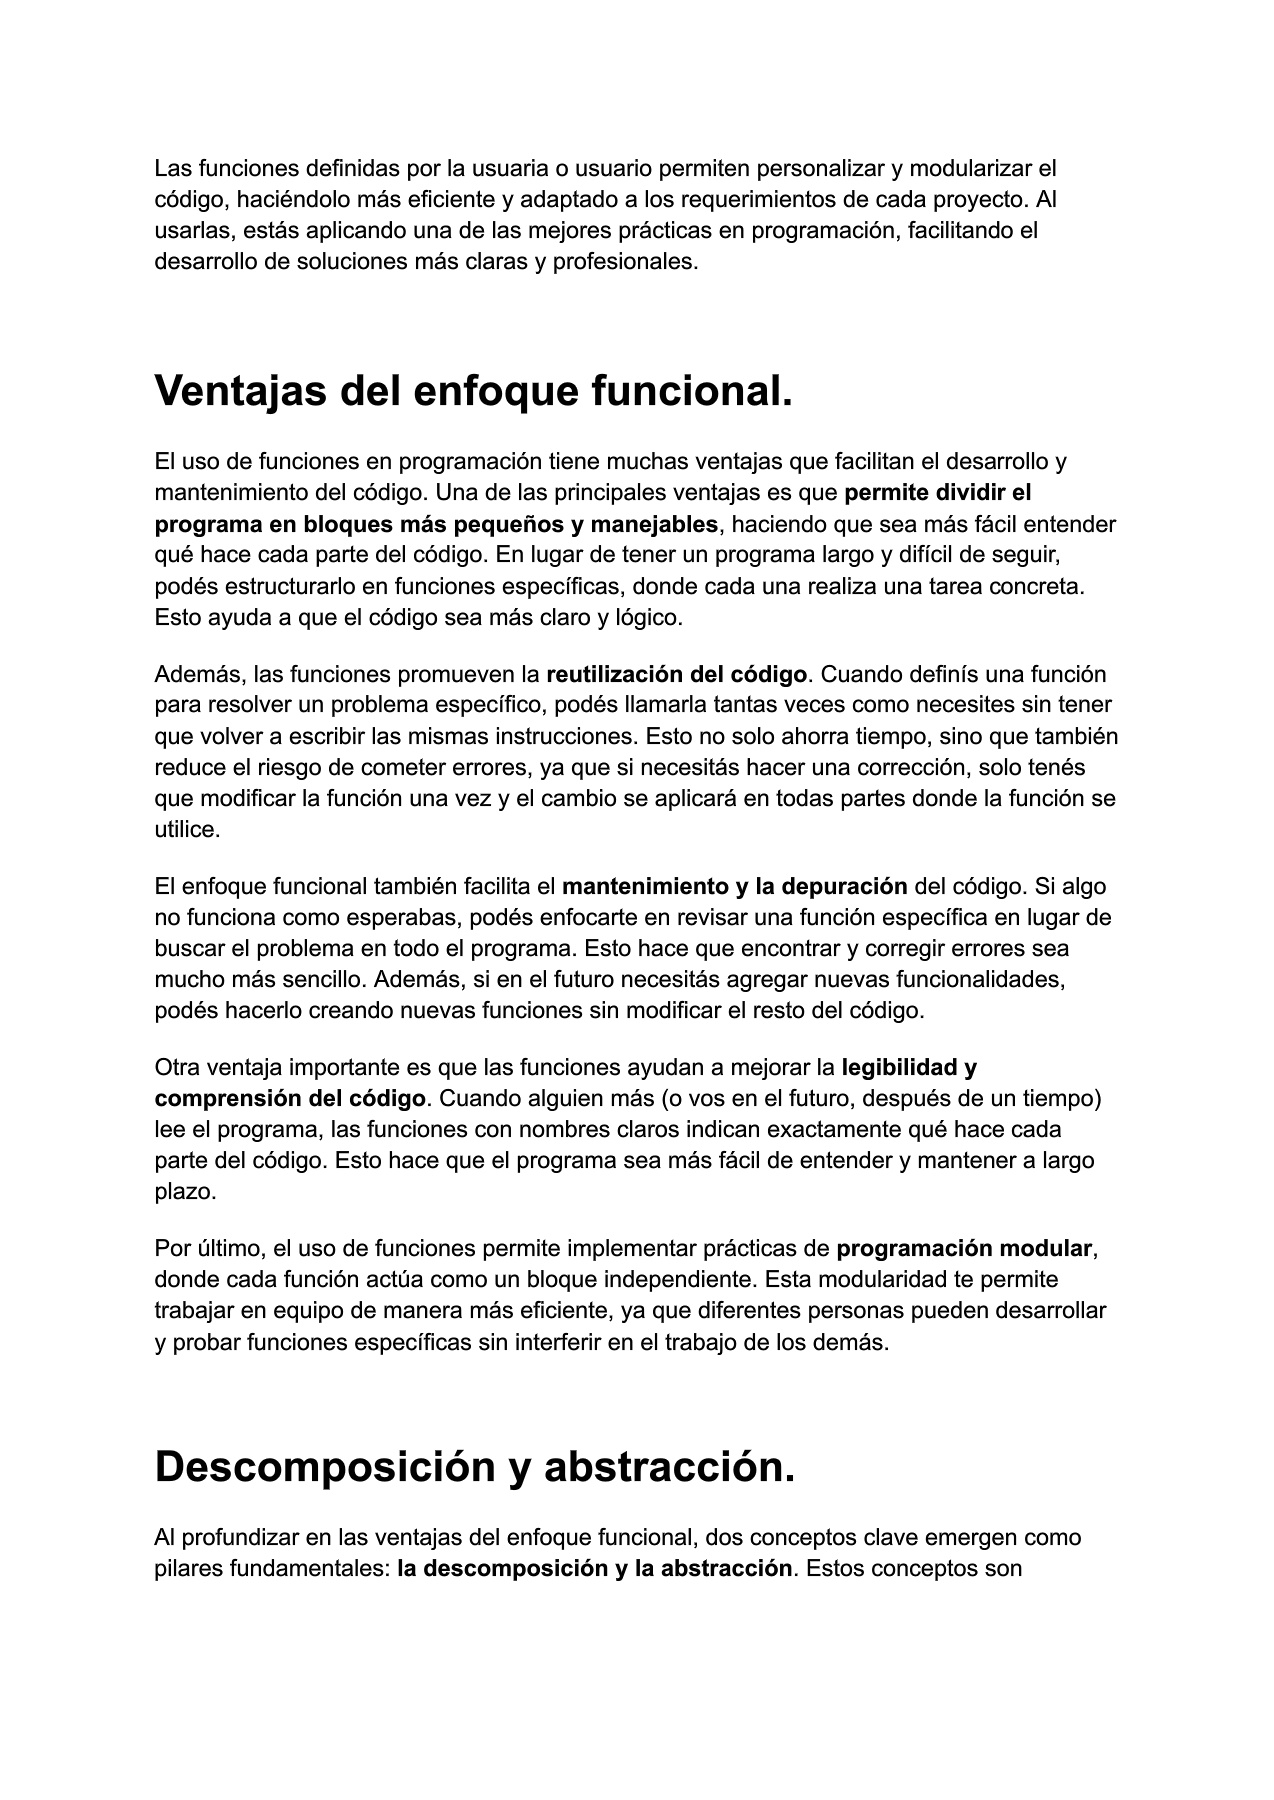 Las funciones definidas por la usuaria o usuario permiten personalizar y modularizar el
código, haciéndolo más eficiente y adaptado a los requerimientos de cada proyecto. Al
usarlas, estás aplicando una de las mejores prácticas en programación, facilitando el
desarrollo de soluciones más claras y profesionales.
Ventajas del enfoque funcional.
El uso de funciones en programación tiene muchas ventajas que facilitan el desarrollo y
mantenimiento del código. Una de las principales ventajas es que permite dividir el
programa en bloques más pequeños y manejables, haciendo que sea más fácil entender
qué hace cada parte del código. En lugar de tener un programa largo y difícil de seguir,
podés estructurarlo en funciones específicas, donde cada una realiza una tarea concreta.
Esto ayuda a que el código sea más claro y lógico.
Además, las funciones promueven la reutilización del código. Cuando definís una función
para resolver un problema específico, podés llamarla tantas veces como necesites sin tener
que volver a escribir las mismas instrucciones. Esto no solo ahorra tiempo, sino que también
reduce el riesgo de cometer errores, ya que si necesitás hacer una corrección, solo tenés
que modificar la función una vez y el cambio se aplicará en todas partes donde la función se
utilice.
El enfoque funcional también facilita el mantenimiento y la depuración del código. Si algo
no funciona como esperabas, podés enfocarte en revisar una función específica en lugar de
buscar el problema en todo el programa. Esto hace que encontrar y corregir errores sea
mucho más sencillo. Además, si en el futuro necesitás agregar nuevas funcionalidades,
podés hacerlo creando nuevas funciones sin modificar el resto del código.
Otra ventaja importante es que las funciones ayudan a mejorar la legibilidad y
comprensión del código. Cuando alguien más (o vos en el futuro, después de un tiempo)
lee el programa, las funciones con nombres claros indican exactamente qué hace cada
parte del código. Esto hace que el programa sea más fácil de entender y mantener a largo
plazo.
Por último, el uso de funciones permite implementar prácticas de programación modular,
donde cada función actúa como un bloque independiente. Esta modularidad te permite
trabajar en equipo de manera más eficiente, ya que diferentes personas pueden desarrollar
y probar funciones específicas sin interferir en el trabajo de los demás.
Descomposición y abstracción.
Al profundizar en las ventajas del enfoque funcional, dos conceptos clave emergen como
pilares fundamentales: la descomposición y la abstracción. Estos conceptos son